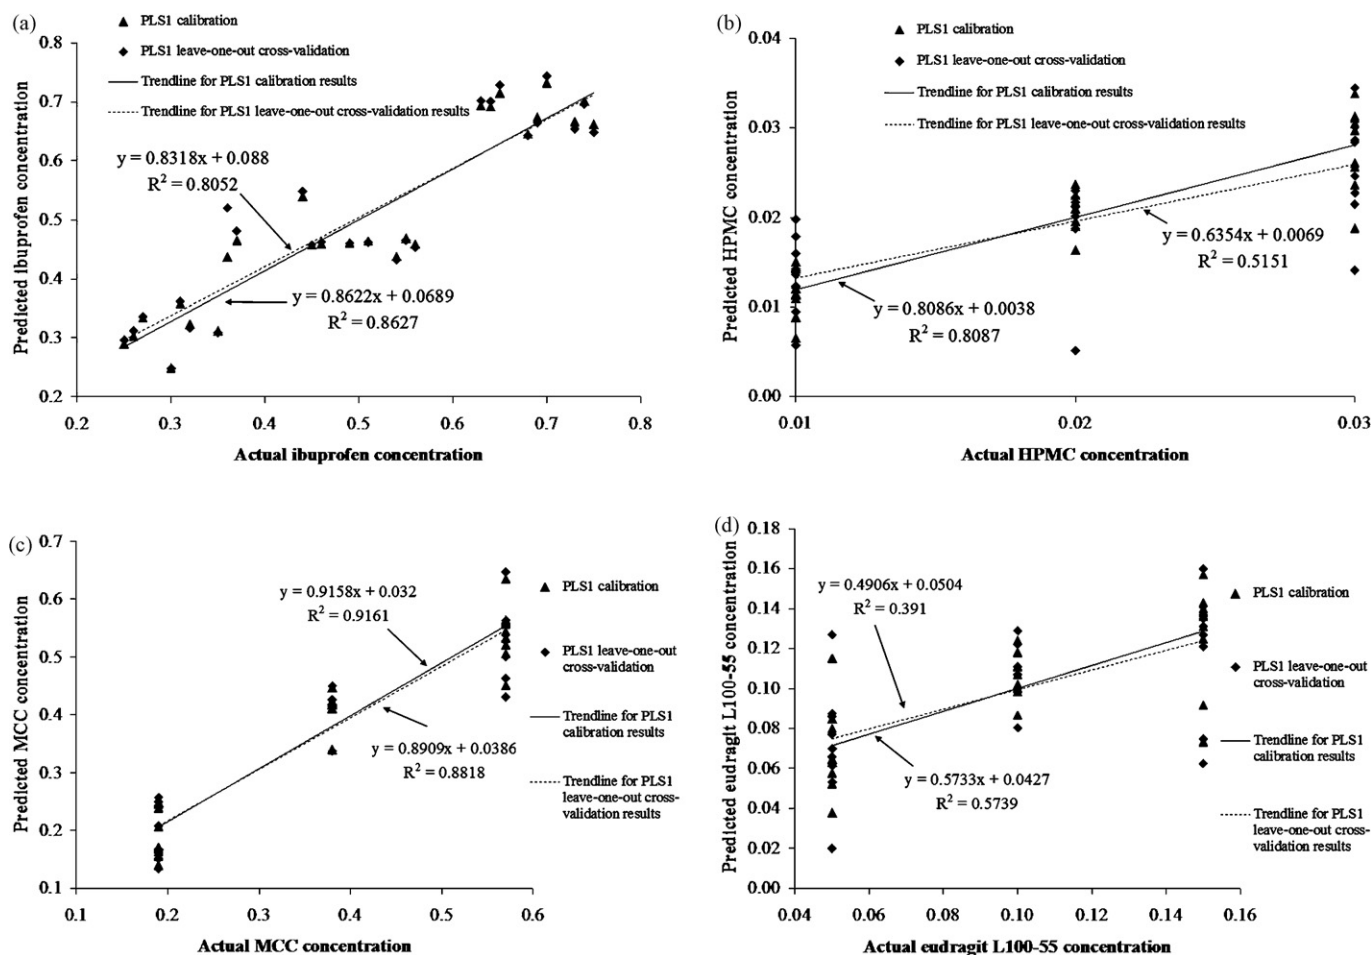 (a)
PLS1 calibration
PLS1 leave-one-out cross-validation
Trendline for PLS1 calibration results
Trendline for PLS1 leave-one-out cross-validation results
y = 0.8318x + 0.088
R² = 0.8052
y = 0.8622x + 0.0689
R² = 0.8627
0.8
0.7
0.6
0.5
0.4
0.3
0.2
0.2 0.3 0.4 0.5 0.6 0.7 0.8
Predicted ibuprofen concentration
Actual ibuprofen concentration
(b)
PLS1 calibration
PLS1 leave-one-out cross-validation
Trendline for PLS1 calibration results
Trendline for PLS1 leave-one-out cross-validation results
y = 0.6354x + 0.0069
R² = 0.5151
y = 0.8086x + 0.0038
R² = 0.8087
0.04
0.03
0.02
0.01
0.00
0.01 0.02 0.03
Predicted HPMC concentration
Actual HPMC concentration
(c)
y = 0.9158x + 0.032
R² = 0.9161
y = 0.8909x + 0.0386
R² = 0.8818
PLS1 calibration
PLS1 leave-one-out
cross-validation
Trendline for PLS1
calibration results
Trendline for PLS1
leave-one-out cross-
validation results
0.7
0.6
0.5
0.4
0.3
0.2
0.1
0.1 0.2 0.3 0.4 0.5 0.6
Predicted MCC concentration
Actual MCC concentration
(d)
y = 0.4906x + 0.0504
R² = 0.391
y = 0.5733x + 0.0427
R² = 0.5739
PLS1 calibration
PLS1 leave-one-out
cross-validation
Trendline for PLS1
calibration results
Trendline for PLS1
leave-one-out cross-
validation results
0.18
0.16
0.14
0.12
0.10
0.08
0.06
0.04
0.02
0.00
0.04 0.06 0.08 0.10 0.12 0.14 0.16
Predicted eudragit L100-55 concentration
Actual eudragit L100-55 concentration